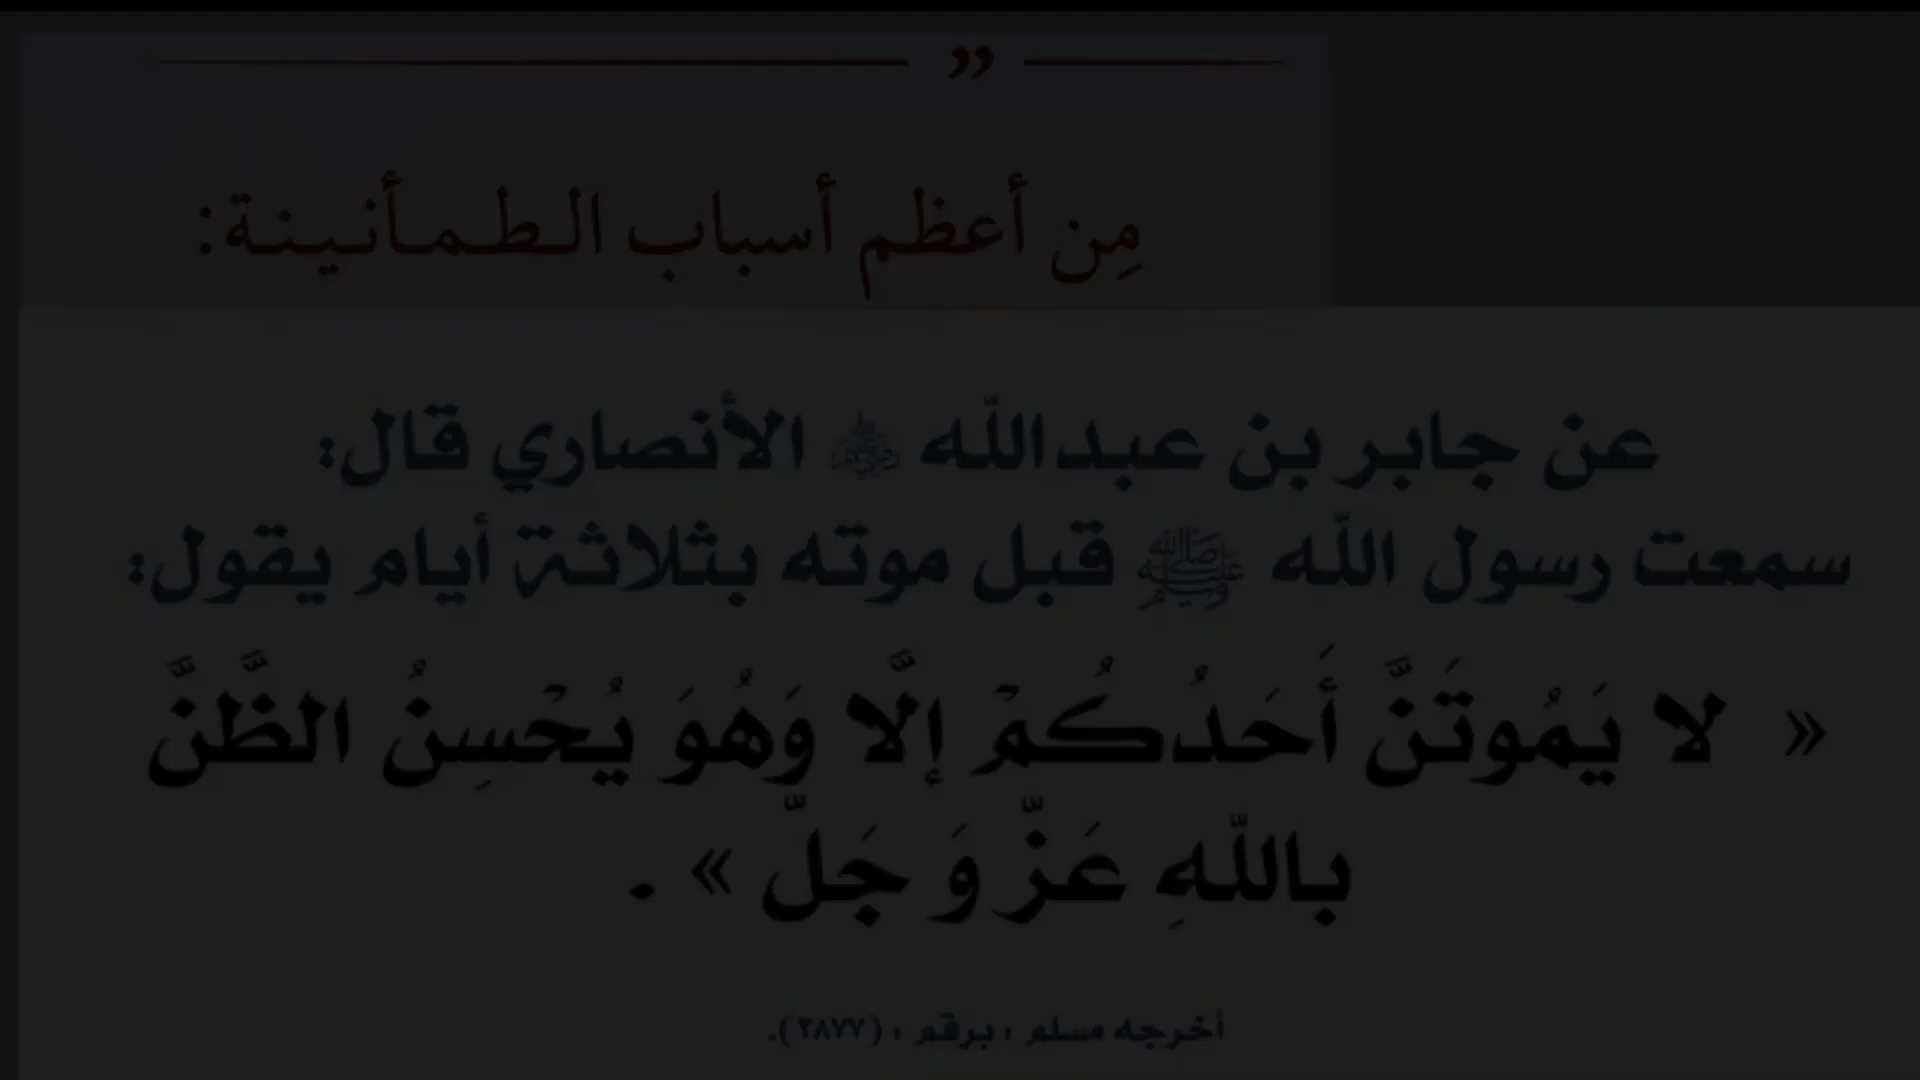 ”
مِن أعظم أسباب الـطـمـأنـيـنـة:
عن جابر بن عبدالله ﷺ الأنصاري قال:
سمعت رسول الله ﷺ قبل موته بثلاثة أيام يقول:
« لا يَمُوتَنَّ أَحَدُكُمْ إلَّا وَهُوَ يُحْسِنُ الظَّنَّ
باللَّهِ عَزَّ وَ جَلَّ » .
أخرجه مسلم ؛ برقم : (٢٨٧٧).